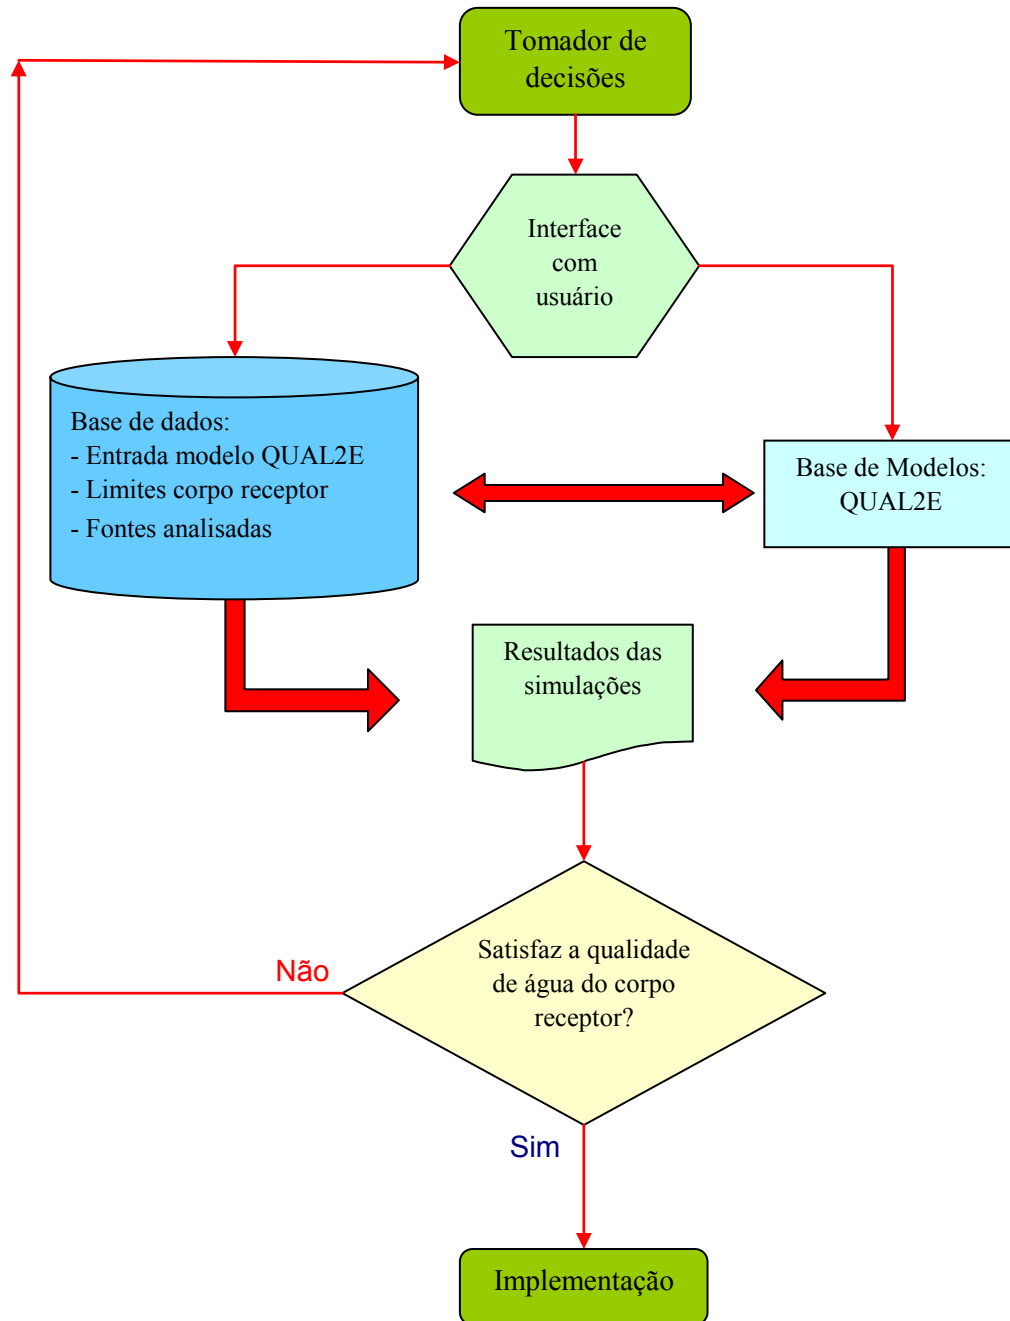 Tomador de
decisões
Interface
com
usuário
Base de dados:
- Entrada modelo QUAL2E
- Limites corpo receptor
- Fontes analisadas
Base de Modelos:
QUAL2E
Resultados das
simulações
Satisfaz a qualidade
de água do corpo
receptor?
Não
Sim
Implementação